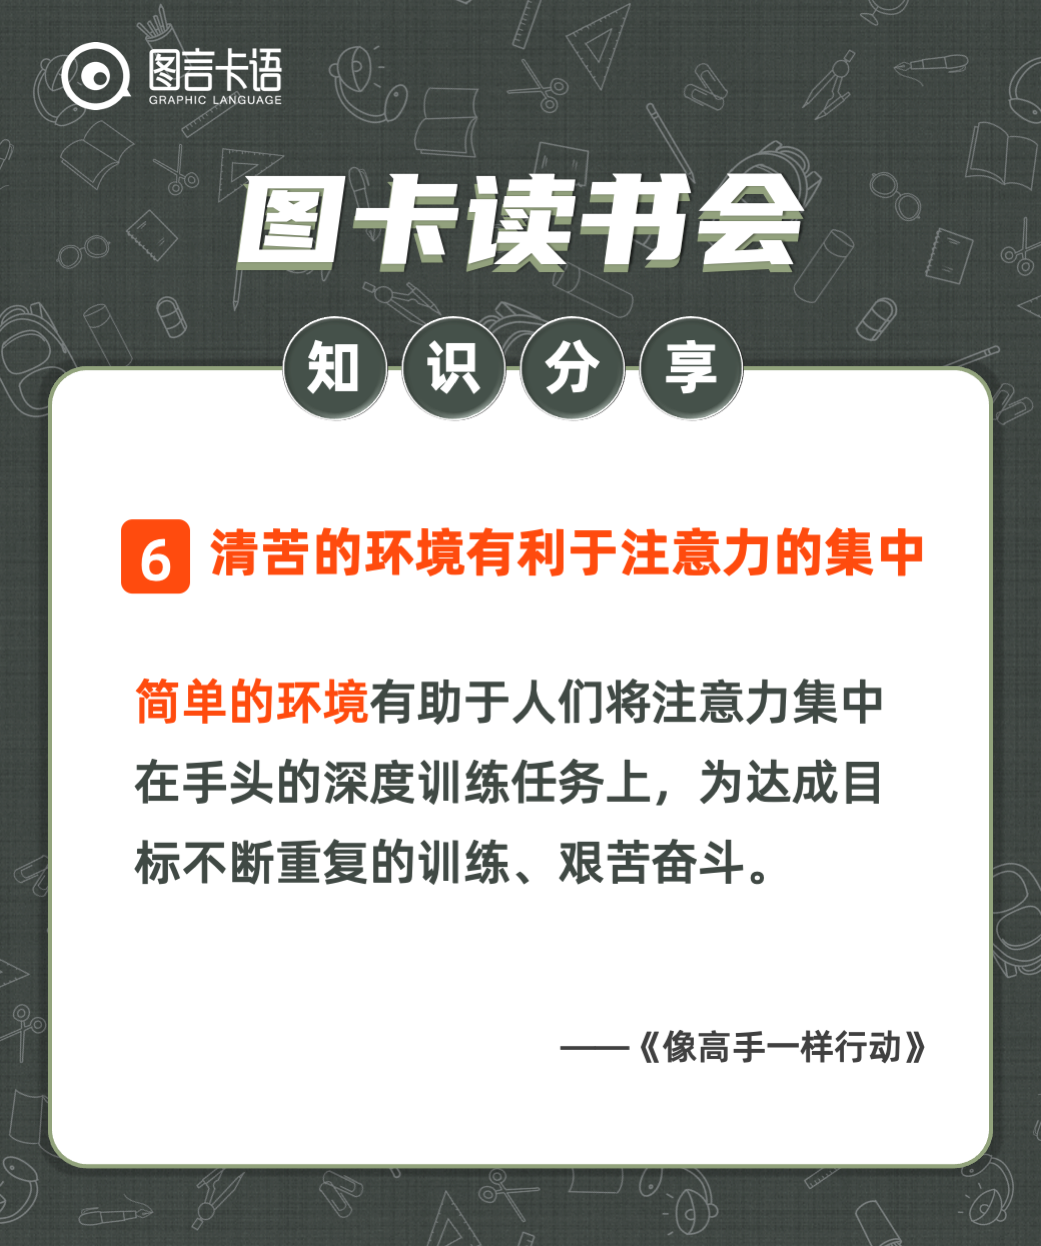 图言卡语
GRAPHIC LANGUAGE
图卡读书会
知识分享
6 清苦的环境有利于注意力的集中
简单的环境有助于人们将注意力集中
在手头的深度训练任务上，为达成目
标不断重复的训练、艰苦奋斗。
——《像高手一样行动》